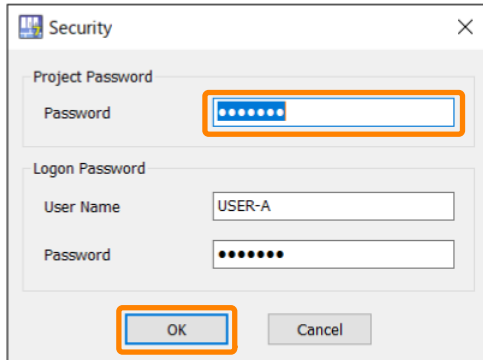 Security
Project Password
Password •••••••
Logon Password
User Name USER-A
Password •••••••
OK Cancel